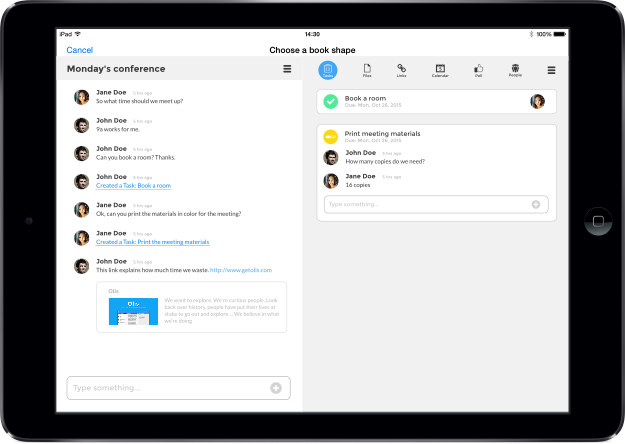 iPad
14:30
100%
Cancel
Choose a book shape
Monday's conference
Jane Doe 5 hrs ago
So what time should we meet up?
John Doe 5 hrs ago
9a works for me.
John Doe 5 hrs ago
Can you book a room? Thanks.
John Doe 5 hrs ago
Created a Task: Book a room
Jane Doe 5 hrs ago
Ok, can you print the materials in color for the meeting?
Jane Doe 5 hrs ago
Created a Task: Print the meeting materials
John Doe 5 hrs ago
This link explains how much time we waste. http://www.getolis.com
Olis
Olis
We want to explore. We're curious people. Look
back over history, people have put their lives at
stake to go out and explore ... We believe in what
we're doing
Type something...
Tasks
Files
Links
Calendar
Poll
People
Book a room
Due: Mon, Oct 26, 2015
Print meeting materials
Due: Mon, Oct 26, 2015
John Doe 5 hrs ago
How many copies do we need?
Jane Doe 5 hrs ago
16 copies
Type something...